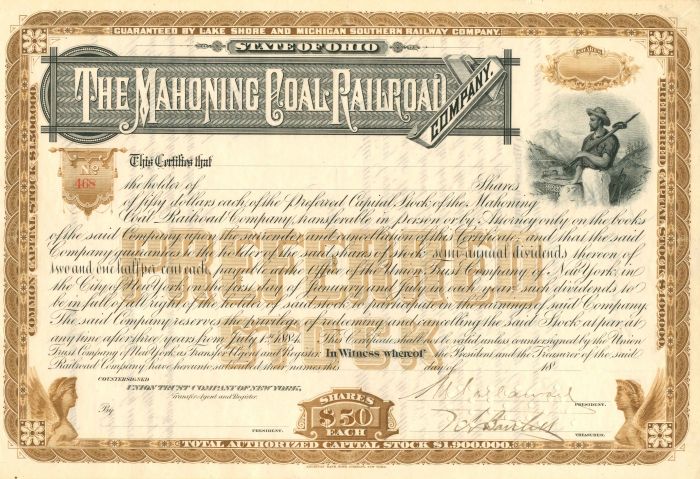 GUARANTEED BY LAKE SHORE AND MICHIGAN SOUTHERN RAILWAY COMPANY.
STATE OF OHIO
SHARES
THE MAHONING COAL RAILROAD
COMPANY.
COMMON CAPITAL STOCK $1,500,000.
PREFERRED CAPITAL STOCK $400,000.
No
468
This Certifies that
the holder of Shares
of fifty dollars each, of the Preferred Capital Stock of the Mahoning
Coal Railroad Company, transferable in person or by Attorney only on the books
of the said Company upon the surrender and cancellation of this Certificate and that the said
Company guarantees to the holder of the said shares of stock semi annual dividends thereon of
two and one half per cent each, payable at the Office of the Union Trust Company of New York, in
the City of New York, on the first day of January and July of each year such dividends to
be in full of all right of the holder of said stock to participate in the earnings of said Company.
The said Company reserves the privilege of redeeming and cancelling the said Stock at par at
any time after three years from July 1st 1884. This Certificate shall not be valid unless countersigned by the Union
Trust Company of New York as Transfer Agent and Register. In Witness whereof the President and the Treasurer of the said
Railroad Company have hereunto subscribed their names this day of 18
PREFERRED
STOCK
COUNTERSIGNED
UNION TRUST COMPANY OF NEW YORK,
Transfer Agent and Register.
By
PRESIDENT.
PRESIDENT.
TREASURER.
SHARES
$50
EACH
TOTAL AUTHORIZED CAPITAL STOCK $1,900,000.
AMERICAN BANK NOTE COMPANY, NEW YORK.